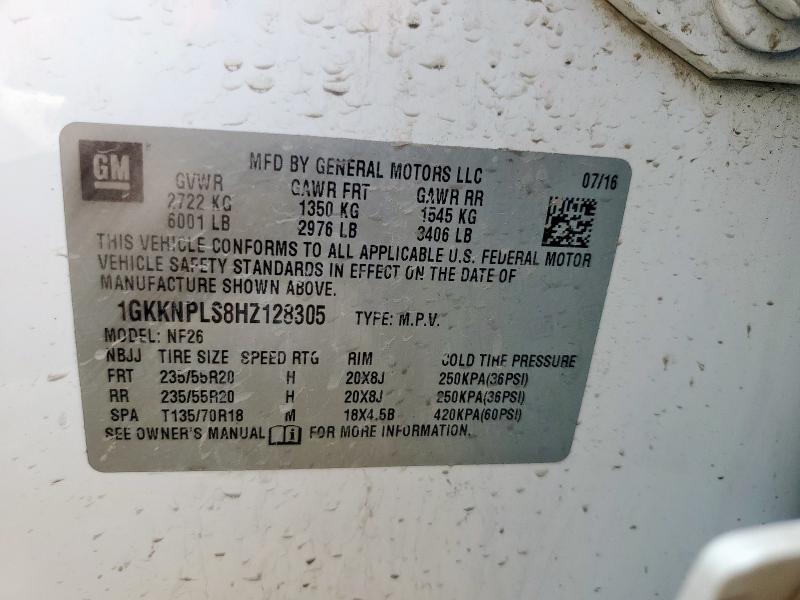 GM
MFD BY GENERAL MOTORS LLC
07/16
GVWR GAWR FRT GAWR RR
2722 KG 1350 KG 1545 KG
6001 LB 2976 LB 3406 LB
THIS VEHICLE CONFORMS TO ALL APPLICABLE U.S. FEDERAL MOTOR
VEHICLE SAFETY STANDARDS IN EFFECT ON THE DATE OF
MANUFACTURE SHOWN ABOVE.
1GKKNPLS8HZ128305 TYPE: M.P.V.
MODEL: NF26
NBJJ TIRE SIZE SPEED RTG RIM COLD TIRE PRESSURE
FRT 235/55R20 H 20X8J 250KPA(36PSI)
RR 235/55R20 H 20X8J 250KPA(36PSI)
SPA T135/70R18 M 18X4.5B 420KPA(60PSI)
SEE OWNER'S MANUAL FOR MORE INFORMATION.